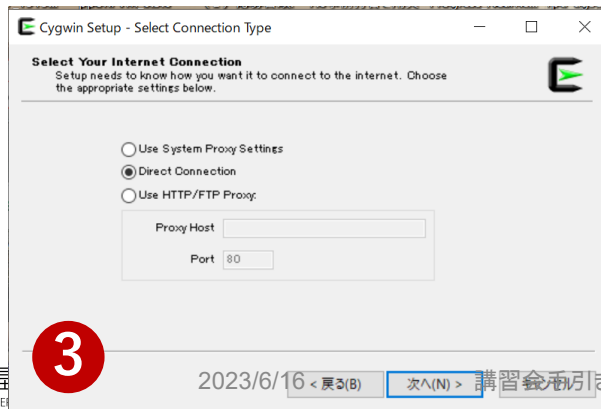 Cygwin Setup - Select Connection Type
Select Your Internet Connection
Setup needs to know how you want it to connect to the internet. Choose
the appropriate settings below.
Use System Proxy Settings
Direct Connection
Use HTTP/FTP Proxy:
Proxy Host
Port 80
3
2023/6/16 < 戻る(B) 次へ(N) > 講習会手引き